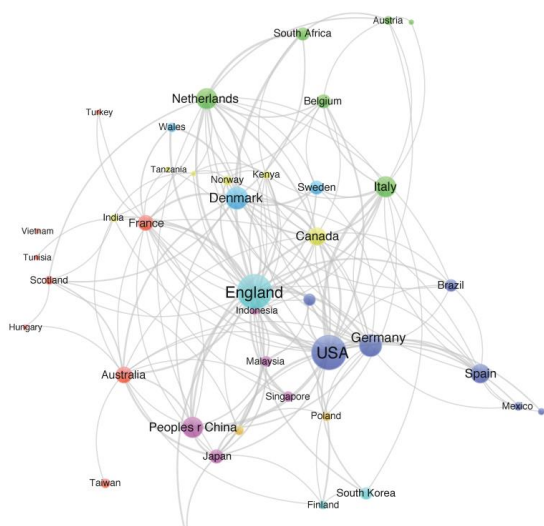 Austria
South Africa
Netherlands
Belgium
Turkey
Wales
Tanzania
Norway
Kenya
Sweden
Italy
Denmark
India
France
Vietnam
Canada
Tunisia
Scotland
Brazil
England
Indonesia
Hungary
Germany
USA
Malaysia
Australia
Spain
Singapore
Mexico
Poland
Peoples r China
Japan
Taiwan
South Korea
Finland